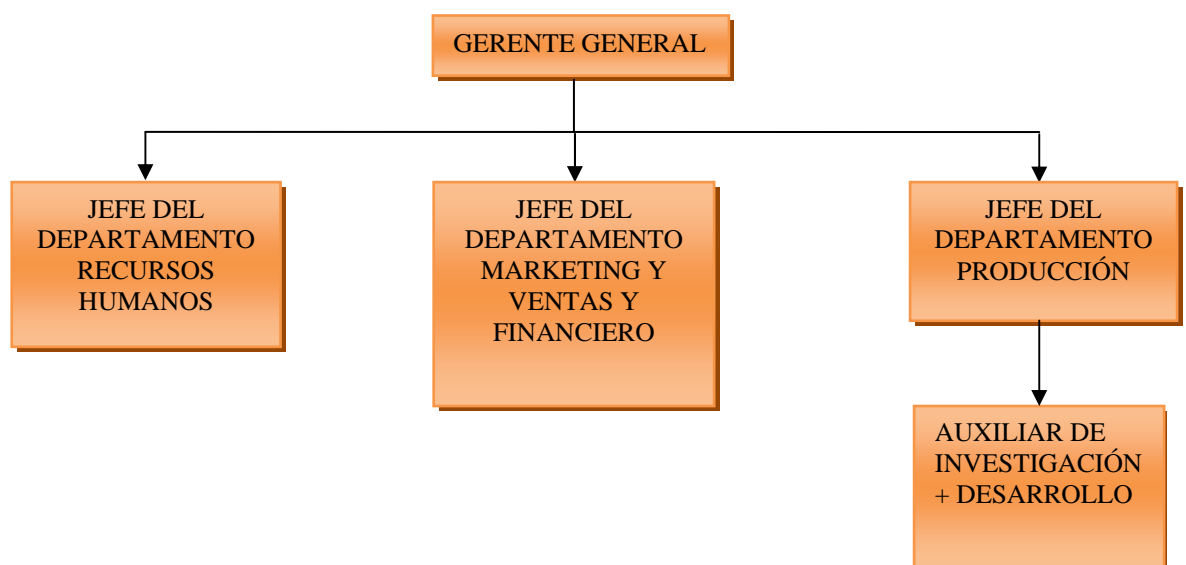 GERENTE GENERAL
JEFE DEL
DEPARTAMENTO
RECURSOS
HUMANOS
JEFE DEL
DEPARTAMENTO
MARKETING Y
VENTAS Y
FINANCIERO
JEFE DEL
DEPARTAMENTO
PRODUCCIÓN
AUXILIAR DE
INVESTIGACIÓN
+ DESARROLLO